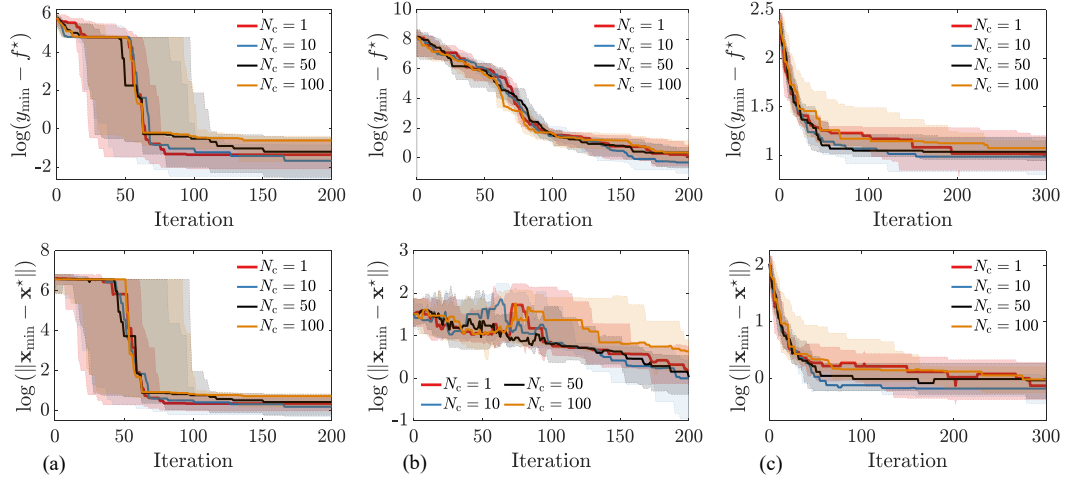 6
4
2
0
-2
log(y_min − f⋆)
0 50 100 150 200
Iteration
N_c = 1
N_c = 10
N_c = 50
N_c = 100
10
8
6
4
2
0
log(y_min − f⋆)
0 50 100 150 200
Iteration
N_c = 1
N_c = 10
N_c = 50
N_c = 100
2.5
2
1.5
1
log(y_min − f⋆)
0 100 200 300
Iteration
N_c = 1
N_c = 10
N_c = 50
N_c = 100
8
6
4
2
0
log(||x_min − x⋆||)
0 50 100 150 200
(a) Iteration
N_c = 1
N_c = 10
N_c = 50
N_c = 100
3
2
1
0
-1
log(||x_min − x⋆||)
0 50 100 150 200
(b) Iteration
N_c = 1 N_c = 50
N_c = 10 N_c = 100
2
1
0
log(||x_min − x⋆||)
0 100 200 300
(c) Iteration
N_c = 1
N_c = 10
N_c = 50
N_c = 100